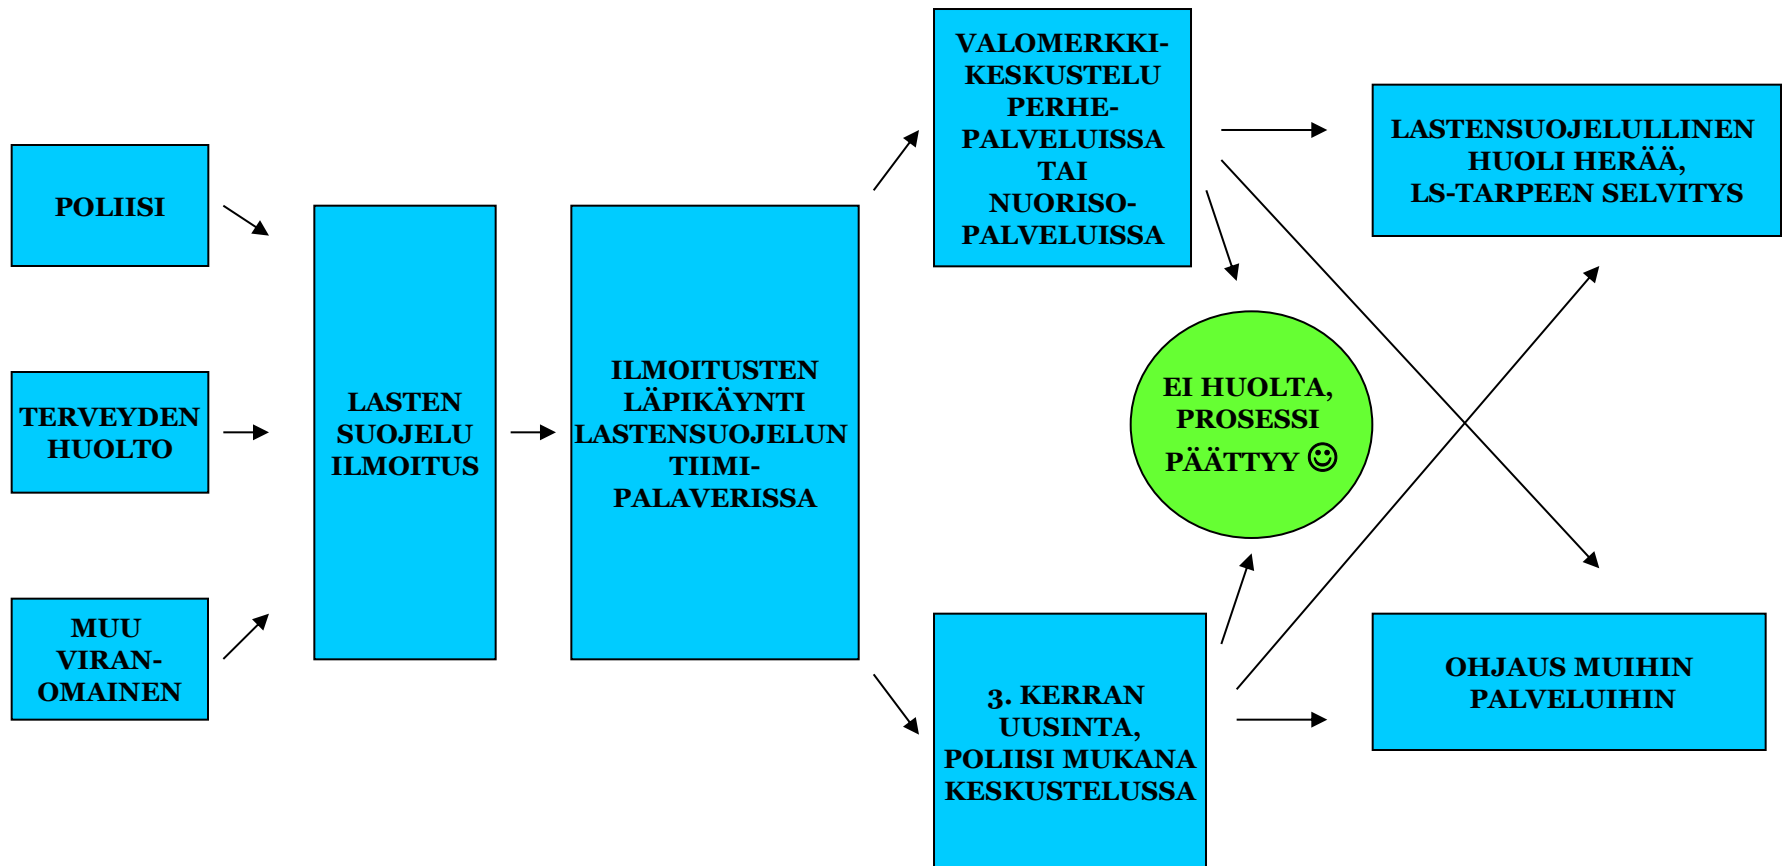 POLIISI
TERVEYDEN
HUOLTO
MUU
VIRAN-
OMAINEN
LASTEN
SUOJELU
ILMOITUS
ILMOITUSTEN
LÄPIKÄYNTI
LASTENSUOJELUN
TIIMI-
PALAVERISSA
VALOMERKKI-
KESKUSTELU
PERHE-
PALVELUISSA
TAI
NUORISO-
PALVELUISSA
3. KERRAN
UUSINTA,
POLIISI MUKANA
KESKUSTELUSSA
EI HUOLTA,
PROSESSI
PÄÄTTYY ☺
LASTENSUOJELULLINEN
HUOLI HERÄÄ,
LS-TARPEEN SELVITYS
OHJAUS MUIHIN
PALVELUIHIN